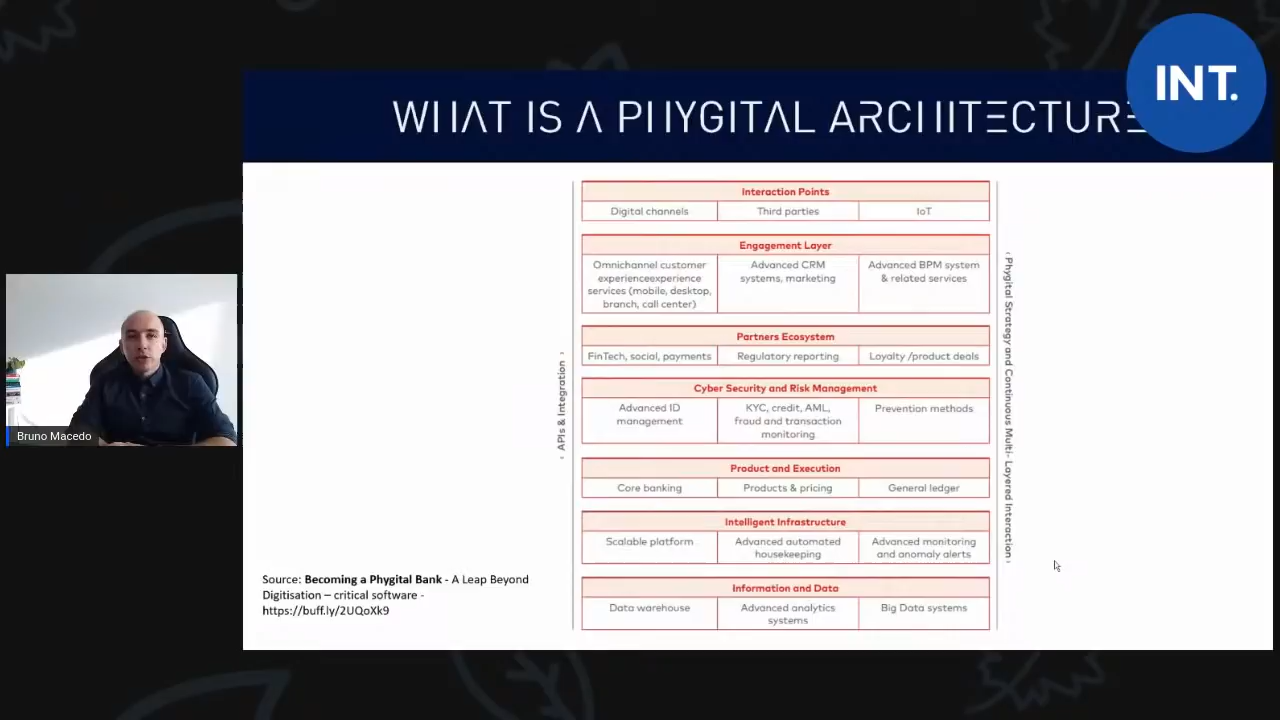 INT.
WHAT IS A PHYGITAL ARCHITECTURE
Interaction Points
Digital channels
Third parties
IoT
Engagement Layer
Omnichannel customer
experienceexperience
services (mobile, desktop,
branch, call center)
Advanced CRM
systems, marketing
Advanced BPM system
& related services
Partners Ecosystem
FinTech, social, payments
Regulatory reporting
Loyalty /product deals
Cyber Security and Risk Management
Advanced ID
management
KYC, credit, AML,
fraud and transaction
monitoring
Prevention methods
Product and Execution
Core banking
Products & pricing
General ledger
Intelligent Infrastructure
Scalable platform
Advanced automated
housekeeping
Advanced monitoring
and anomaly alerts
Information and Data
Data warehouse
Advanced analytics
systems
Big Data systems
‹ APIs & Integration ›
‹ Phygital Strategy and Continuous Multi- Layered Interaction ›
Source: Becoming a Phygital Bank - A Leap Beyond
Digitisation – critical software -
https://buff.ly/2UQoXk9
Bruno Macedo